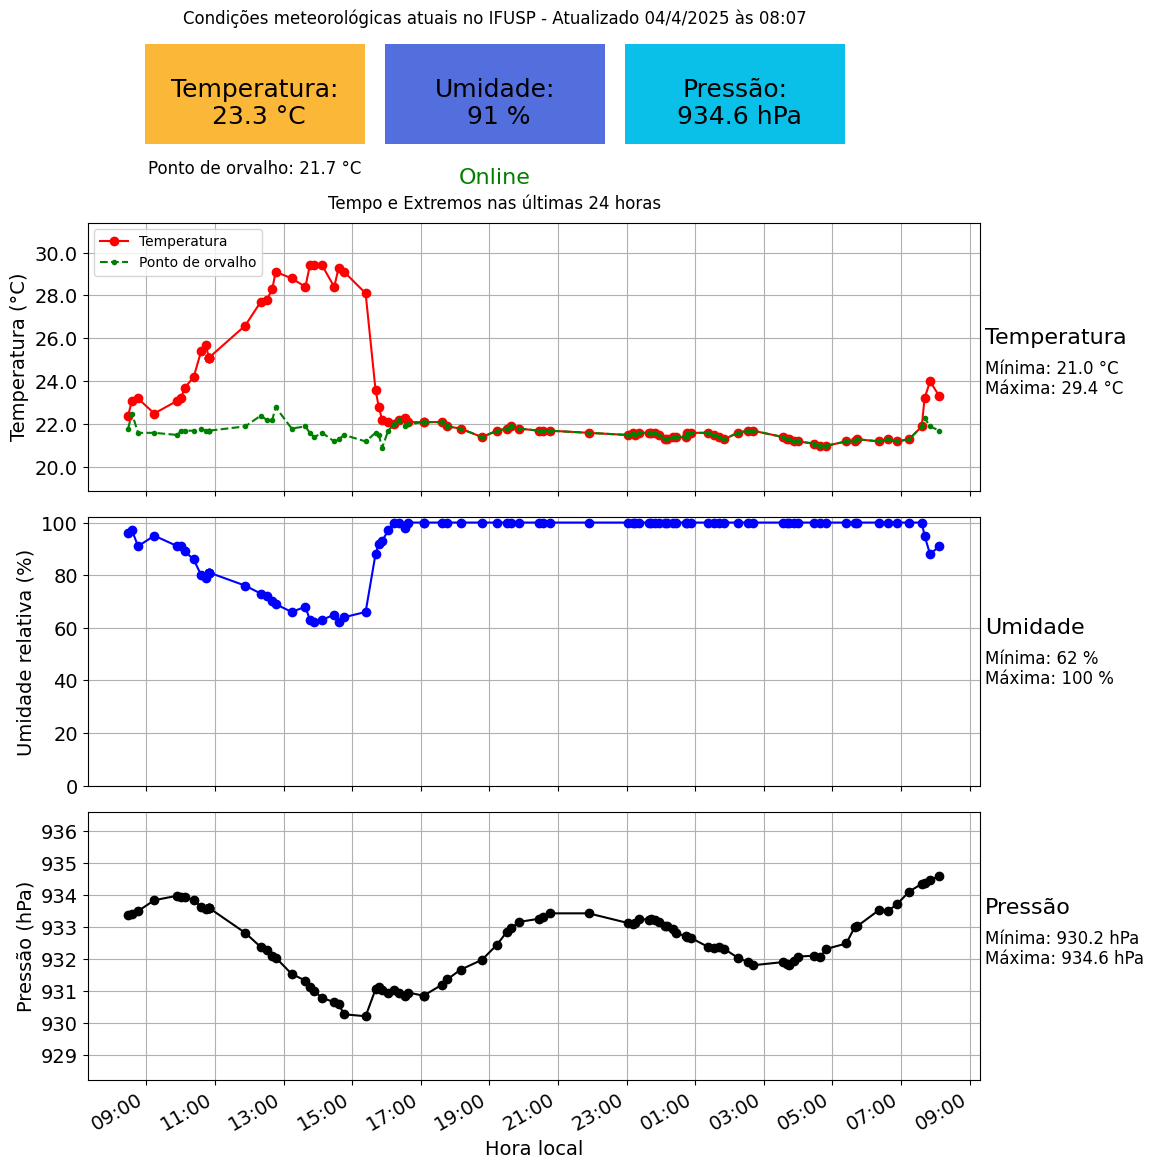 Condições meteorológicas atuais no IFUSP - Atualizado 04/4/2025 às 08:07
Temperatura:
23.3 °C
Umidade:
91 %
Pressão:
934.6 hPa
Ponto de orvalho: 21.7 °C
Online
Tempo e Extremos nas últimas 24 horas
Temperatura (°C)
30.0
28.0
26.0
24.0
22.0
20.0
Temperatura
Ponto de orvalho
Temperatura
Mínima: 21.0 °C
Máxima: 29.4 °C
Umidade relativa (%)
100
80
60
40
20
0
Umidade
Mínima: 62 %
Máxima: 100 %
Pressão (hPa)
936
935
934
933
932
931
930
929
Pressão
Mínima: 930.2 hPa
Máxima: 934.6 hPa
09:00
11:00
13:00
15:00
17:00
19:00
21:00
23:00
01:00
03:00
05:00
07:00
09:00
Hora local